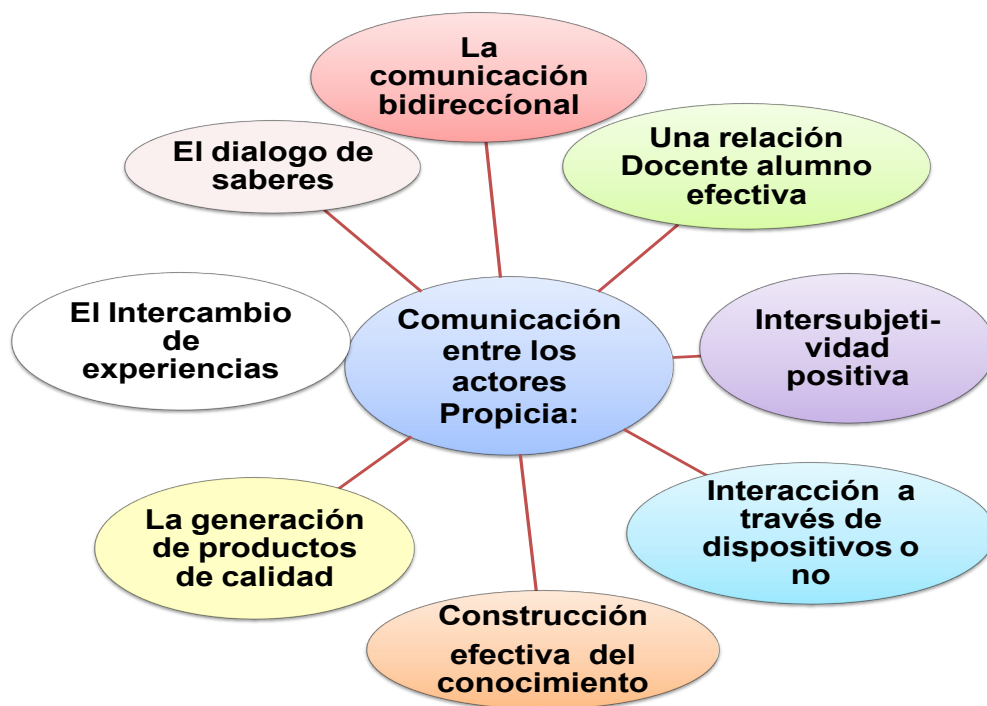 La
comunicación
bidireccíonal
Una relación
Docente alumno
efectiva
El dialogo de
saberes
El Intercambio
de
experiencias
Comunicación
entre los
actores
Propicia:
Intersubjeti-
vidad
positiva
La generación
de productos
de calidad
Interacción a
través de
dispositivos o
no
Construcción
efectiva del
conocimiento